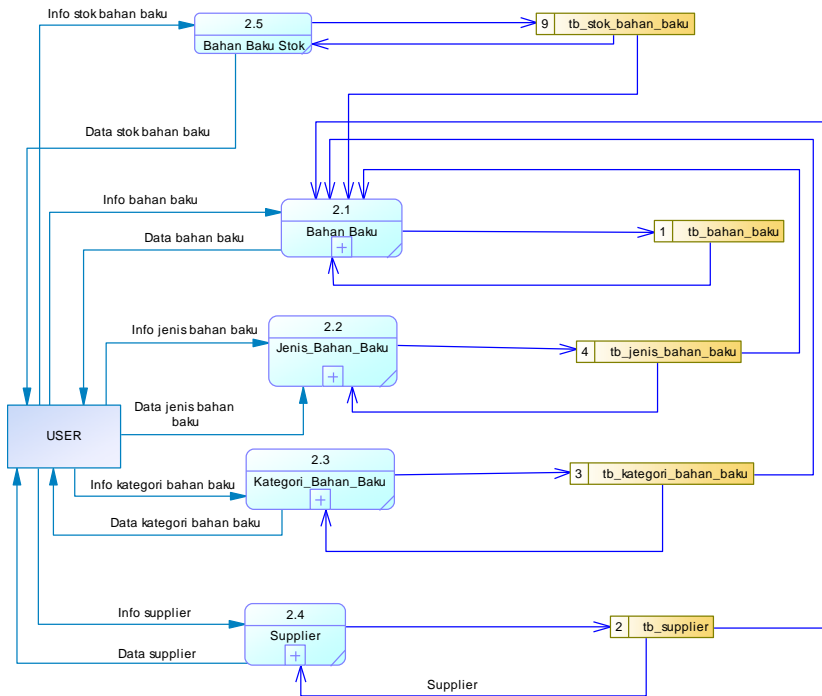 Info stok bahan baku
2.5
Bahan Baku Stok
9 tb_stok_bahan_baku
Data stok bahan baku
Info bahan baku
2.1
Bahan Baku
Data bahan baku
1 tb_bahan_baku
Info jenis bahan baku
2.2
Jenis_Bahan_Baku
4 tb_jenis_bahan_baku
Data jenis bahan
baku
USER
2.3
Kategori_Bahan_Baku
3 tb_kategori_bahan_baku
Info kategori bahan baku
Data kategori bahan baku
Info supplier
2.4
Supplier
2 tb_supplier
Data supplier
Supplier